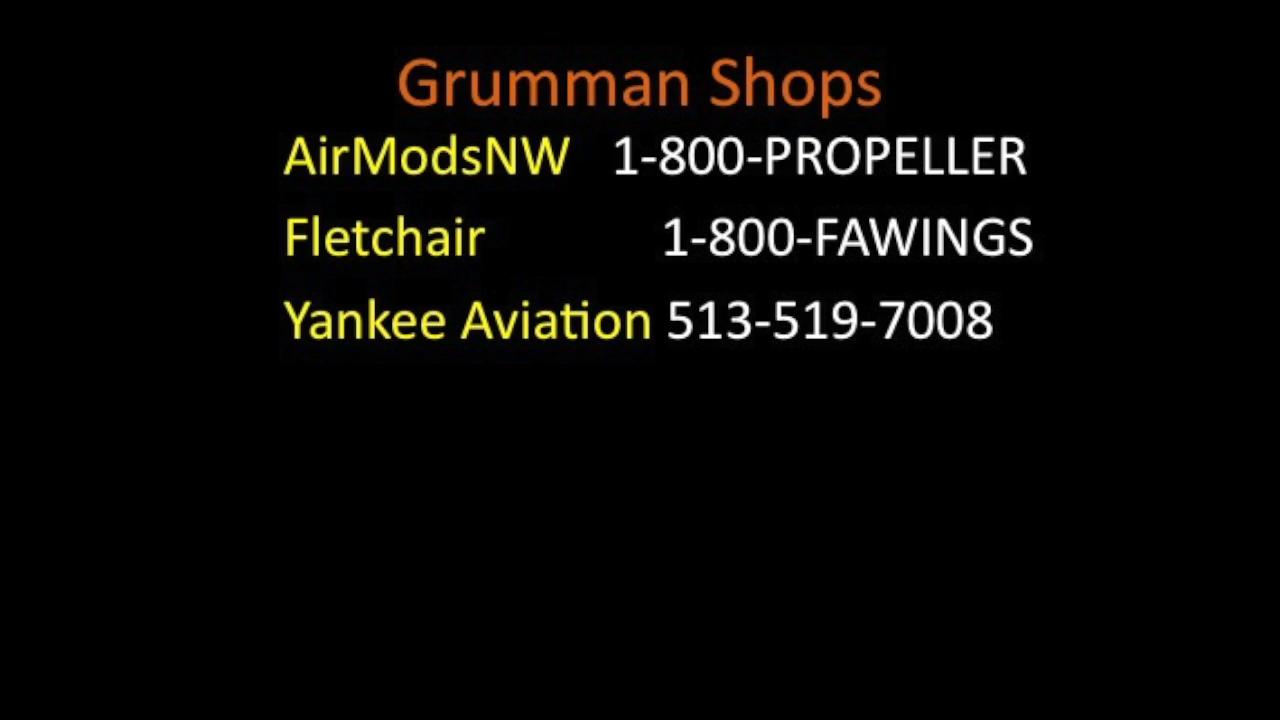 Grumman Shops
AirModsNW 1-800-PROPELLER
Fletchair 1-800-FAWINGS
Yankee Aviation 513-519-7008